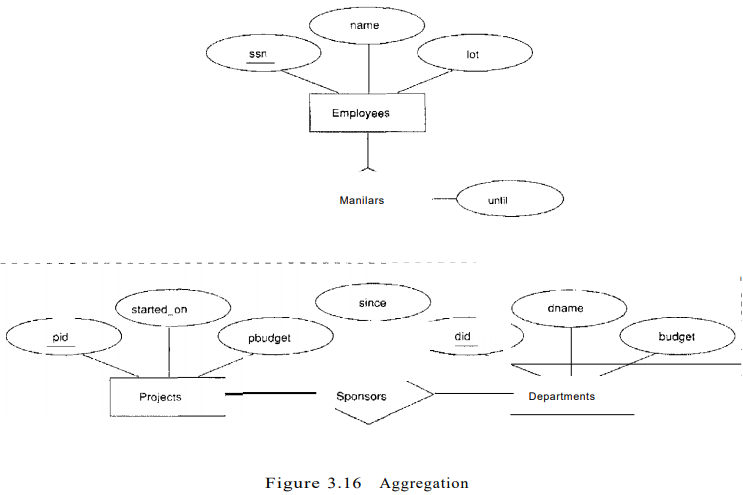 name
ssn
lot
Employees
Manilars
until
since
started_on
dname
pid
pbudget
did
budget
Projects
Sponsors
Departments
Figure 3.16 Aggregation